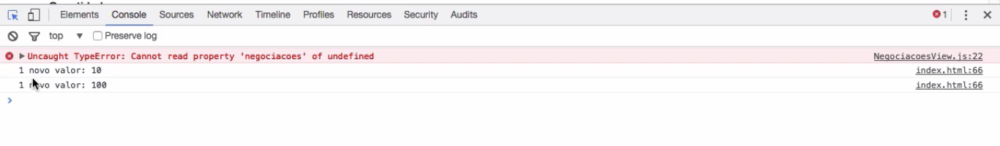 Elements Console Sources Network Timeline Profiles Resources Security Audits 1
top Preserve log
Uncaught TypeError: Cannot read property 'negociacoes' of undefined NegociacoesView.js:22
1 novo valor: 10 index.html:66
1 novo valor: 100 index.html:66